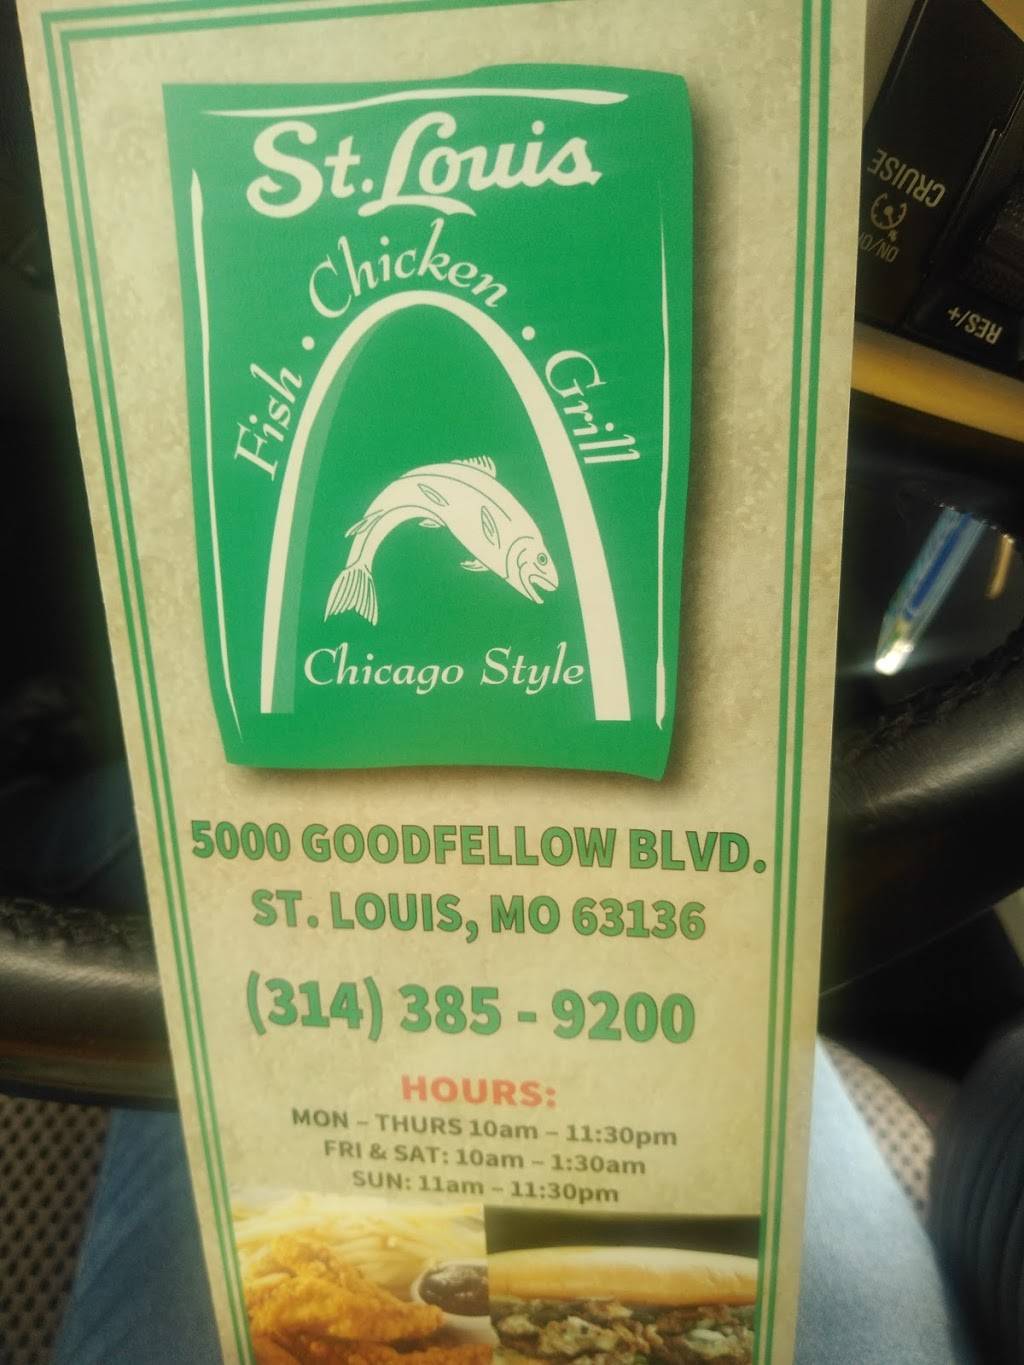 St. Louis
Fish • Chicken • Grill
Chicago Style
5000 GOODFELLOW BLVD.
ST. LOUIS, MO 63136
(314) 385 - 9200
HOURS:
MON – THURS 10am – 11:30pm
FRI & SAT: 10am – 1:30am
SUN: 11am – 11:30pm
CRUISE
ON/OFF
RES/+